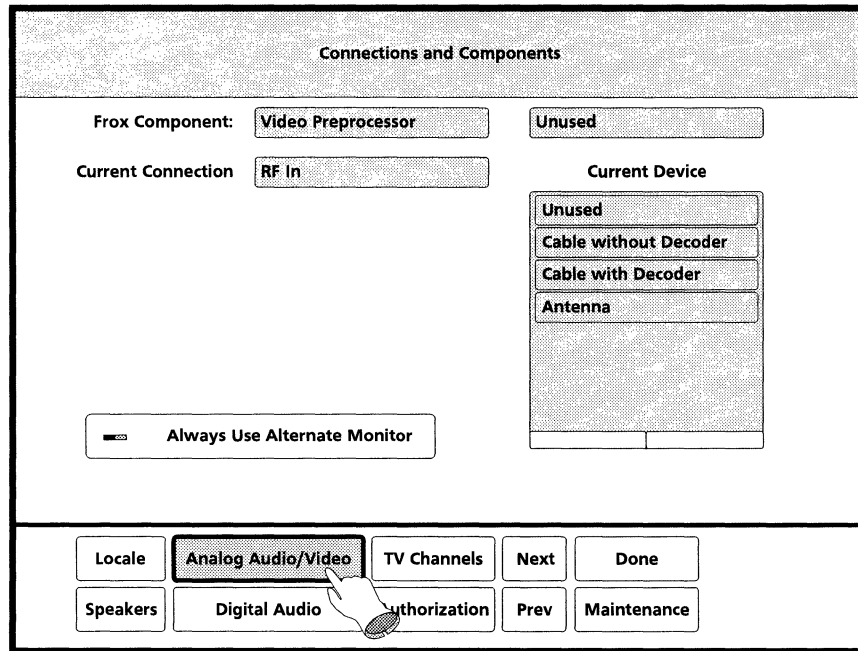 Connections and Components
Frox Component: Video Preprocessor Unused
Current Connection RF In Current Device
Unused
Cable without Decoder
Cable with Decoder
Antenna
Always Use Alternate Monitor
Locale Analog Audio/Video TV Channels Next Done
Speakers Digital Audio uthorization Prev Maintenance